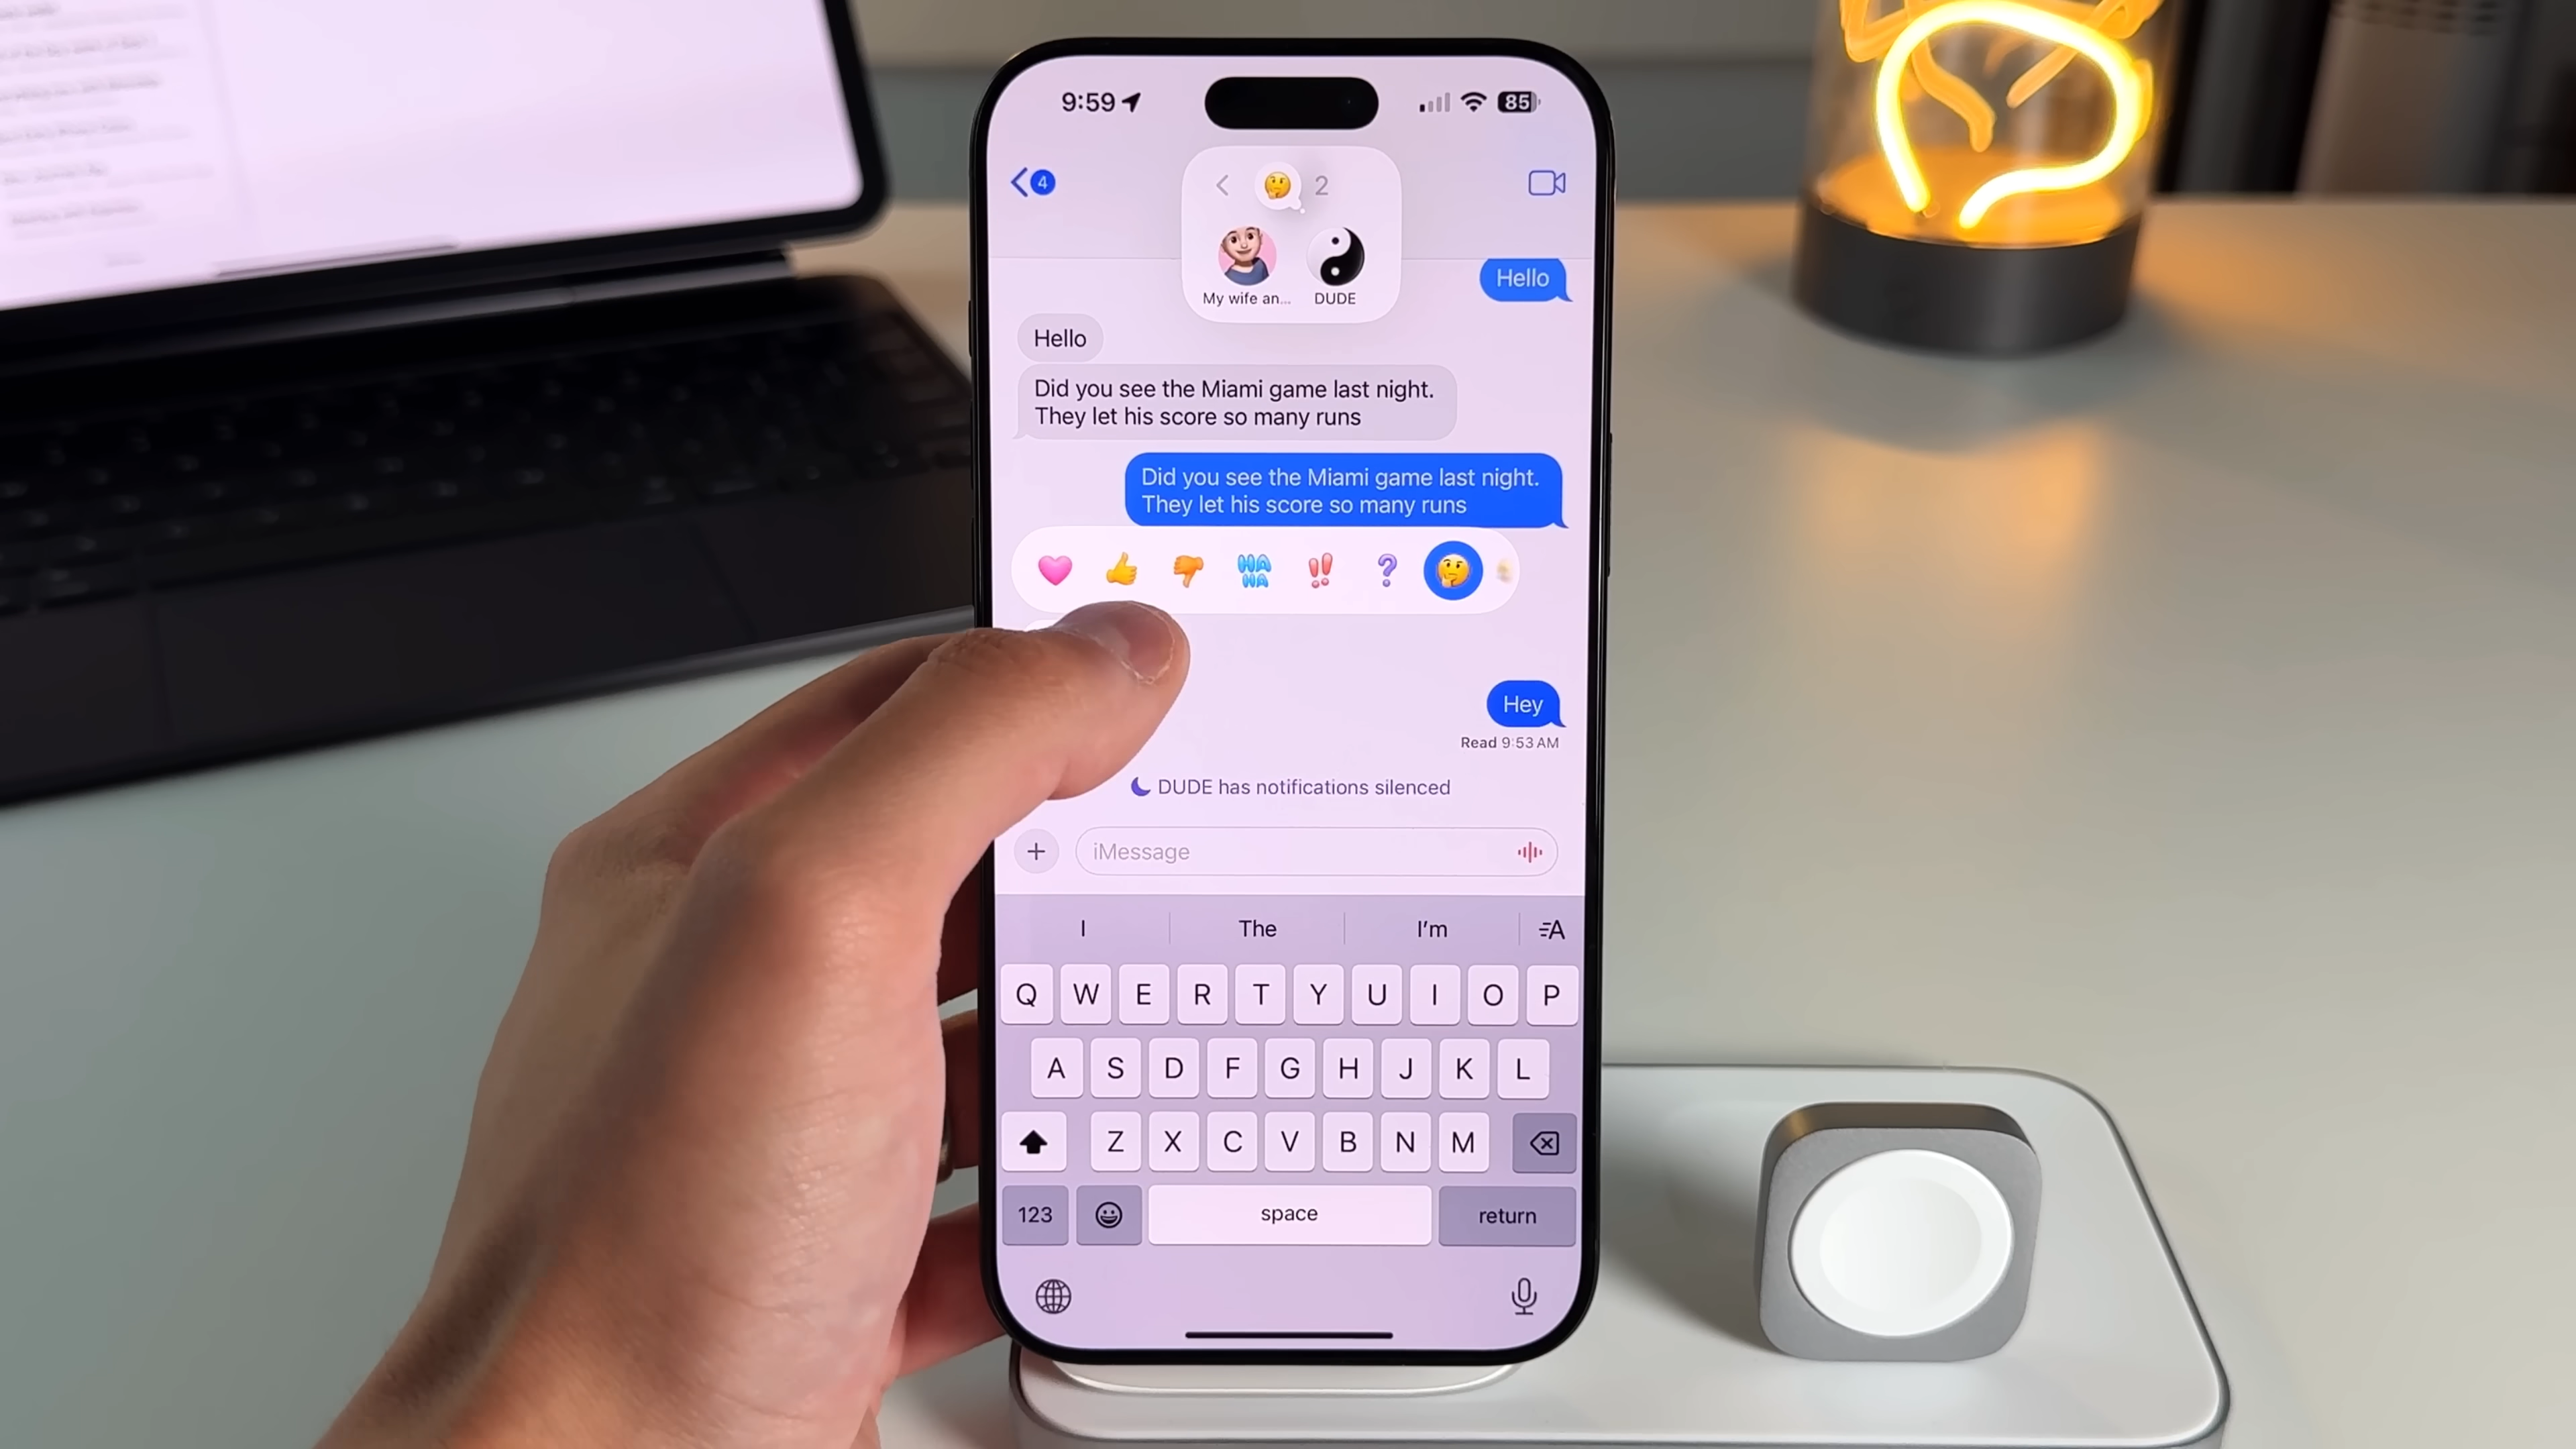 9:59
85
4
2
My wife an...
DUDE
Hello
Hello
Did you see the Miami game last night.
They let his score so many runs
Did you see the Miami game last night.
They let his score so many runs
HA
HA
‼
?
Hey
Read 9:53 AM
DUDE has notifications silenced
+
iMessage
I
The
I'm
A
Q W E R T Y U I O P
A S D F G H J K L
Z X C V B N M
123
space
return